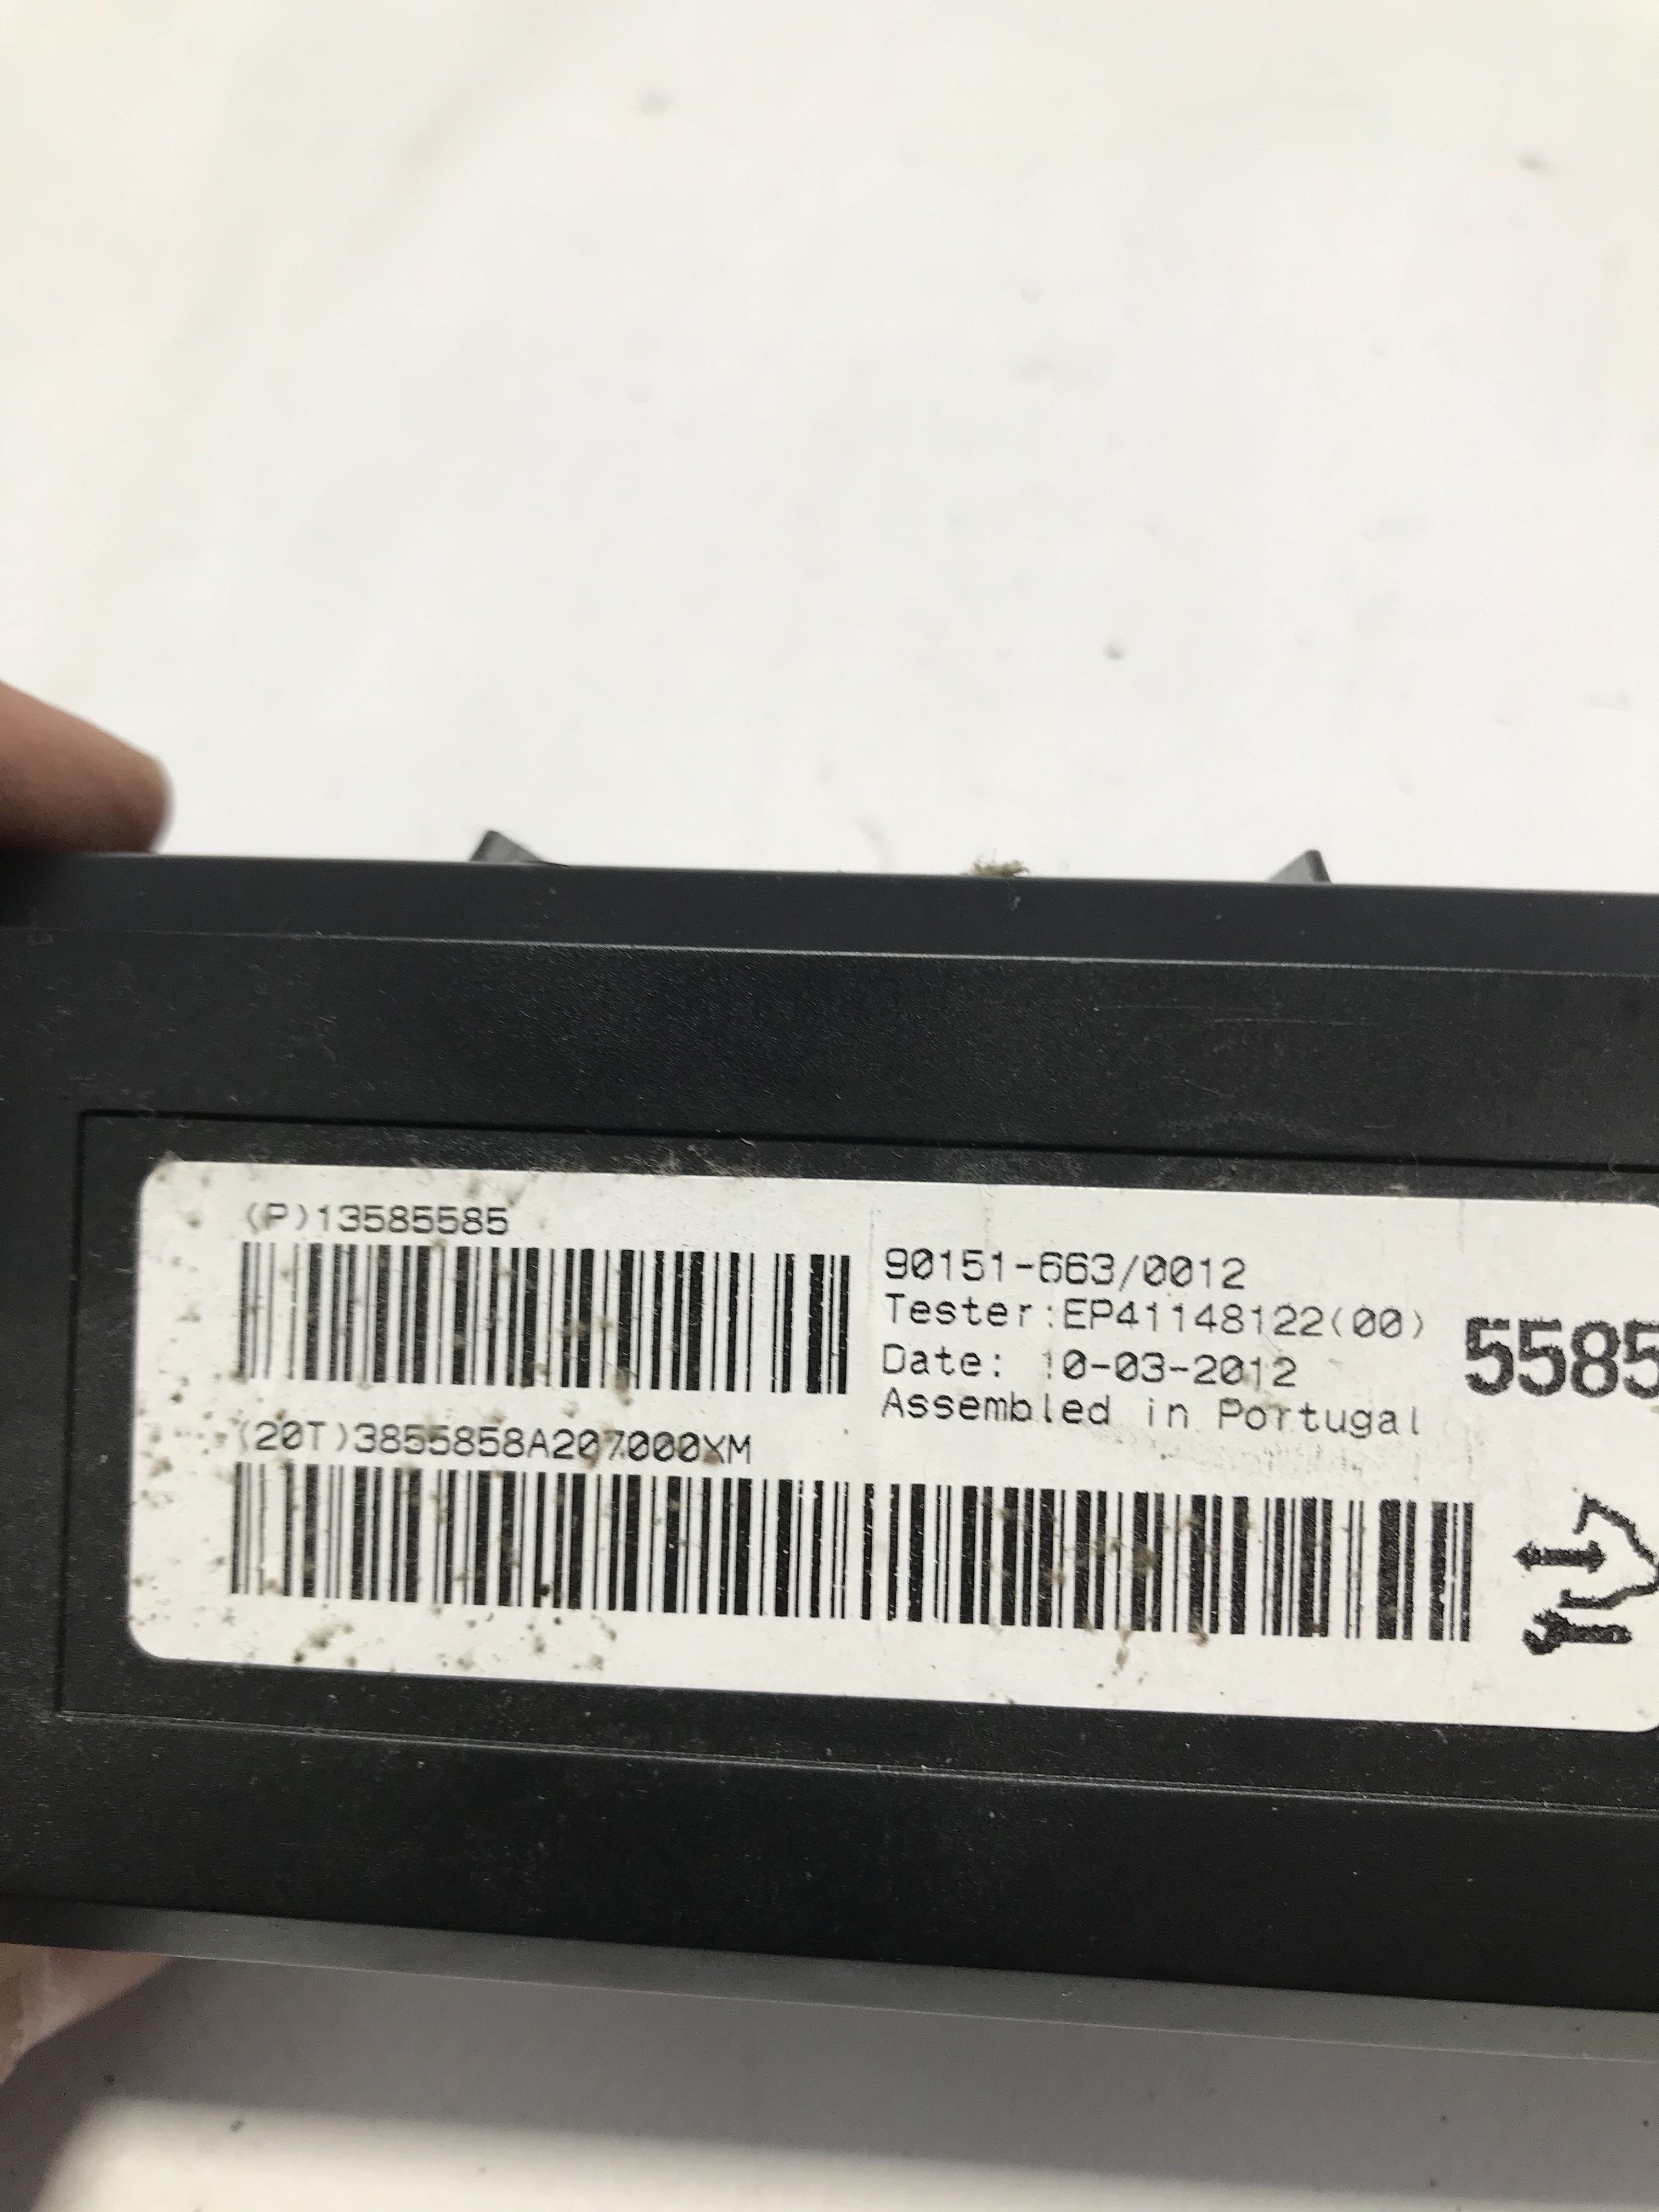 (P)13585585
90151-663/0012
Tester:EP41148122(00)
Date: 10-03-2012
Assembled in Portugal
5585
(20T)3855858A207000XM